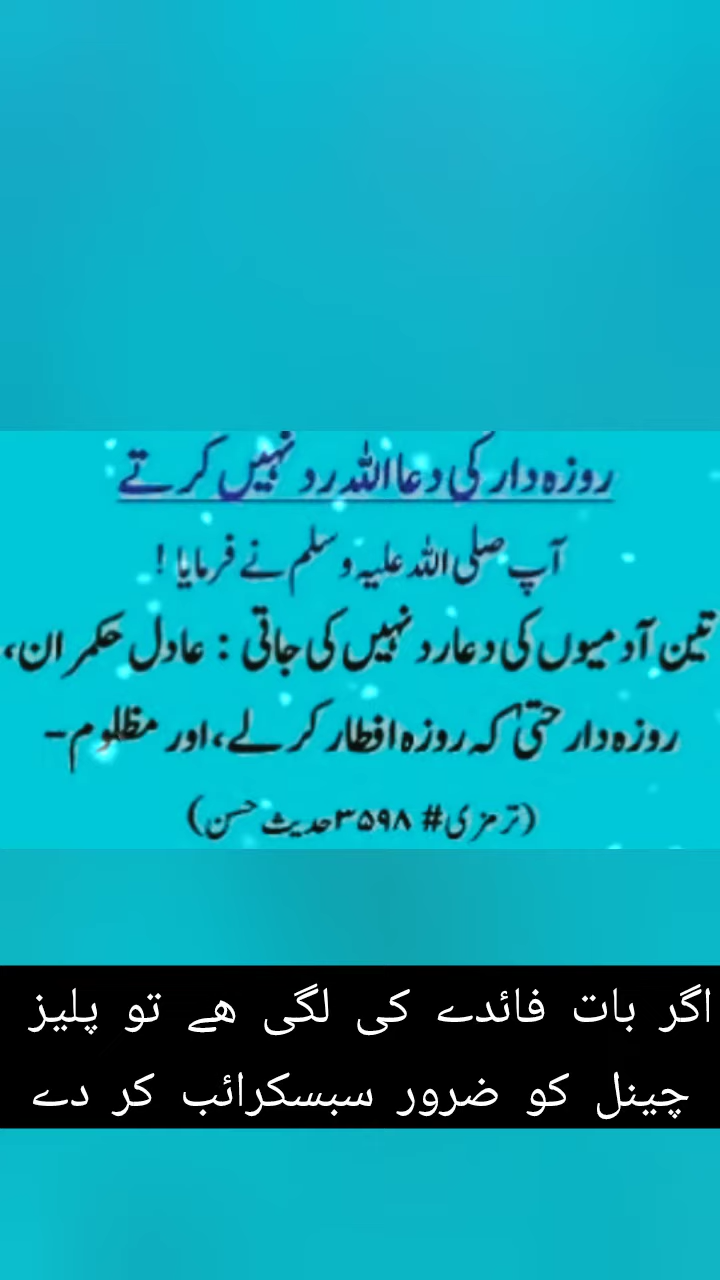 روزہ دار کی دعا اللہ رد نہیں کرتے
آپ صلی اللہ علیہ وسلم نے فرمایا !
تین آدمیوں کی دعا رد نہیں کی جاتی : عادل حکمران،
روزہ دار حتیٰ کہ روزہ افطار کرلے، اور مظلوم -
(ترمزی # ۳۵۹۸ حدیث حسن)
اگر بات فائدے کی لگی ھے تو پلیز
چینل کو ضرور سبسکرائب کر دے